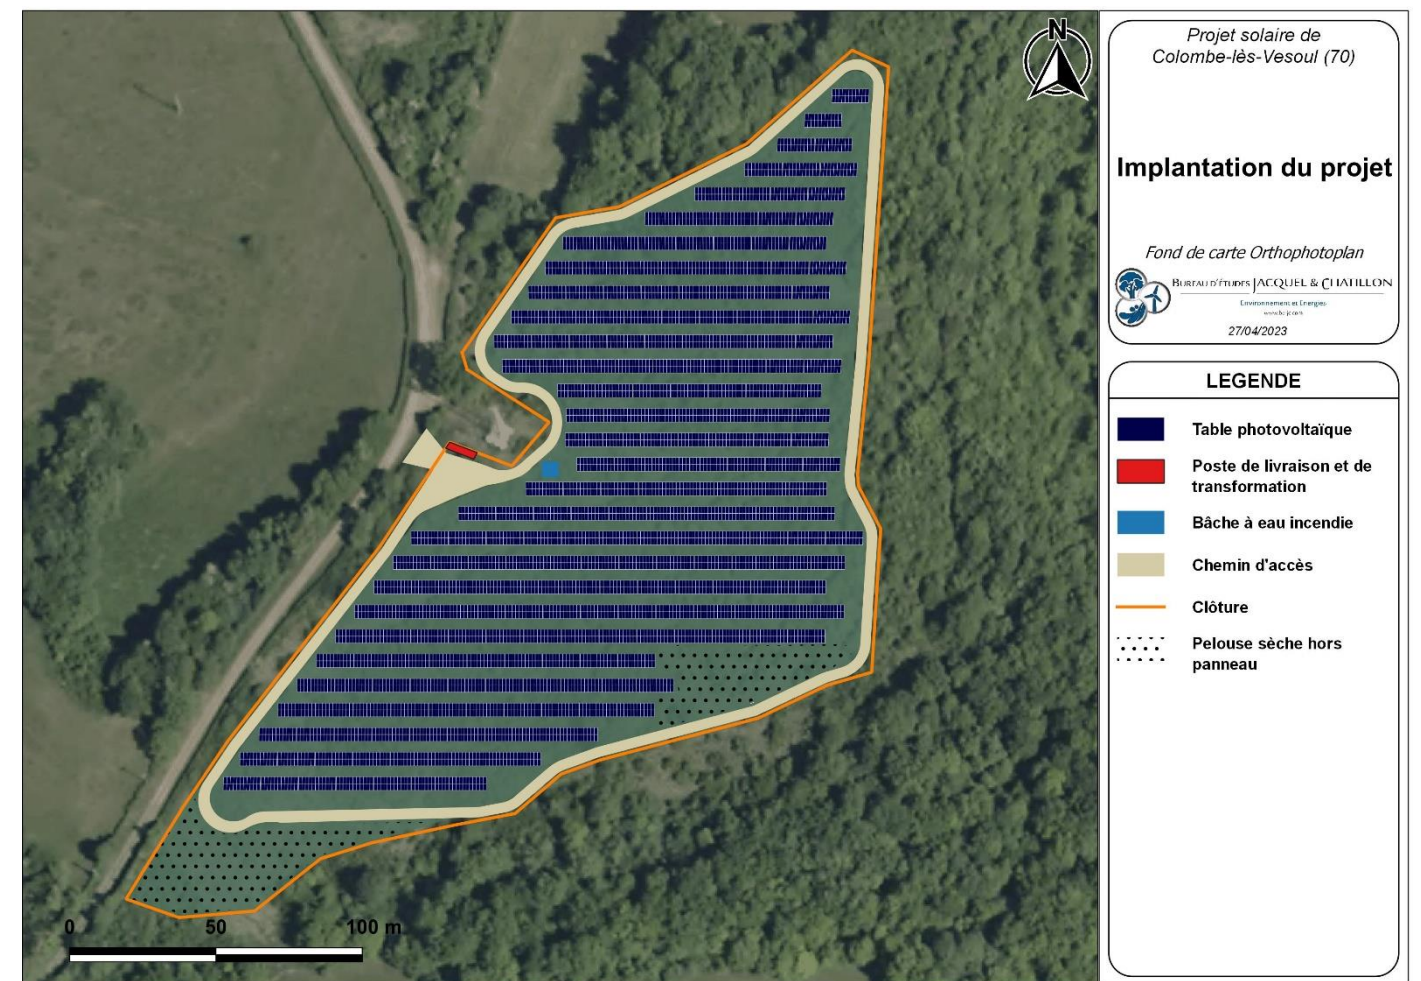 N
Projet solaire de
Colombe-lès-Vesoul (70)
Implantation du projet
Fond de carte Orthophotoplan
BUREAU D'ÉTUDES JACQUEL & CHATILLON
Environnement et Energies
27/04/2023
LEGENDE
Table photovoltaïque
Poste de livraison et de
transformation
Bâche à eau incendie
Chemin d'accès
Clôture
Pelouse sèche hors
panneau
0 50 100 m